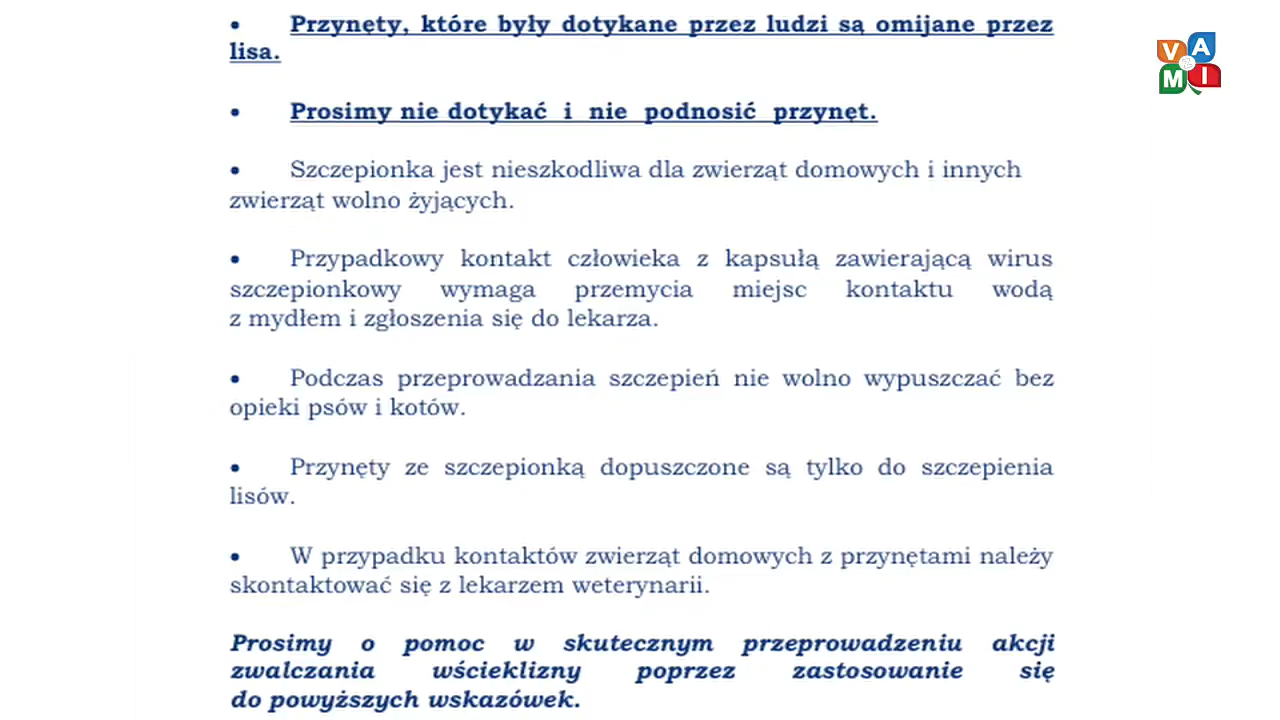 • Przynęty, które były dotykane przez ludzi są omijane przez
lisa.
• Prosimy nie dotykać i nie podnosić przynęt.
• Szczepionka jest nieszkodliwa dla zwierząt domowych i innych
zwierząt wolno żyjących.
• Przypadkowy kontakt człowieka z kapsułą zawierającą wirus
szczepionkowy wymaga przemycia miejsc kontaktu wodą
z mydłem i zgłoszenia się do lekarza.
• Podczas przeprowadzania szczepień nie wolno wypuszczać bez
opieki psów i kotów.
• Przynęty ze szczepionką dopuszczone są tylko do szczepienia
lisów.
• W przypadku kontaktów zwierząt domowych z przynętami należy
skontaktować się z lekarzem weterynarii.
Prosimy o pomoc w skutecznym przeprowadzeniu akcji
zwalczania wścieklizny poprzez zastosowanie się
do powyższych wskazówek.
VA
MI